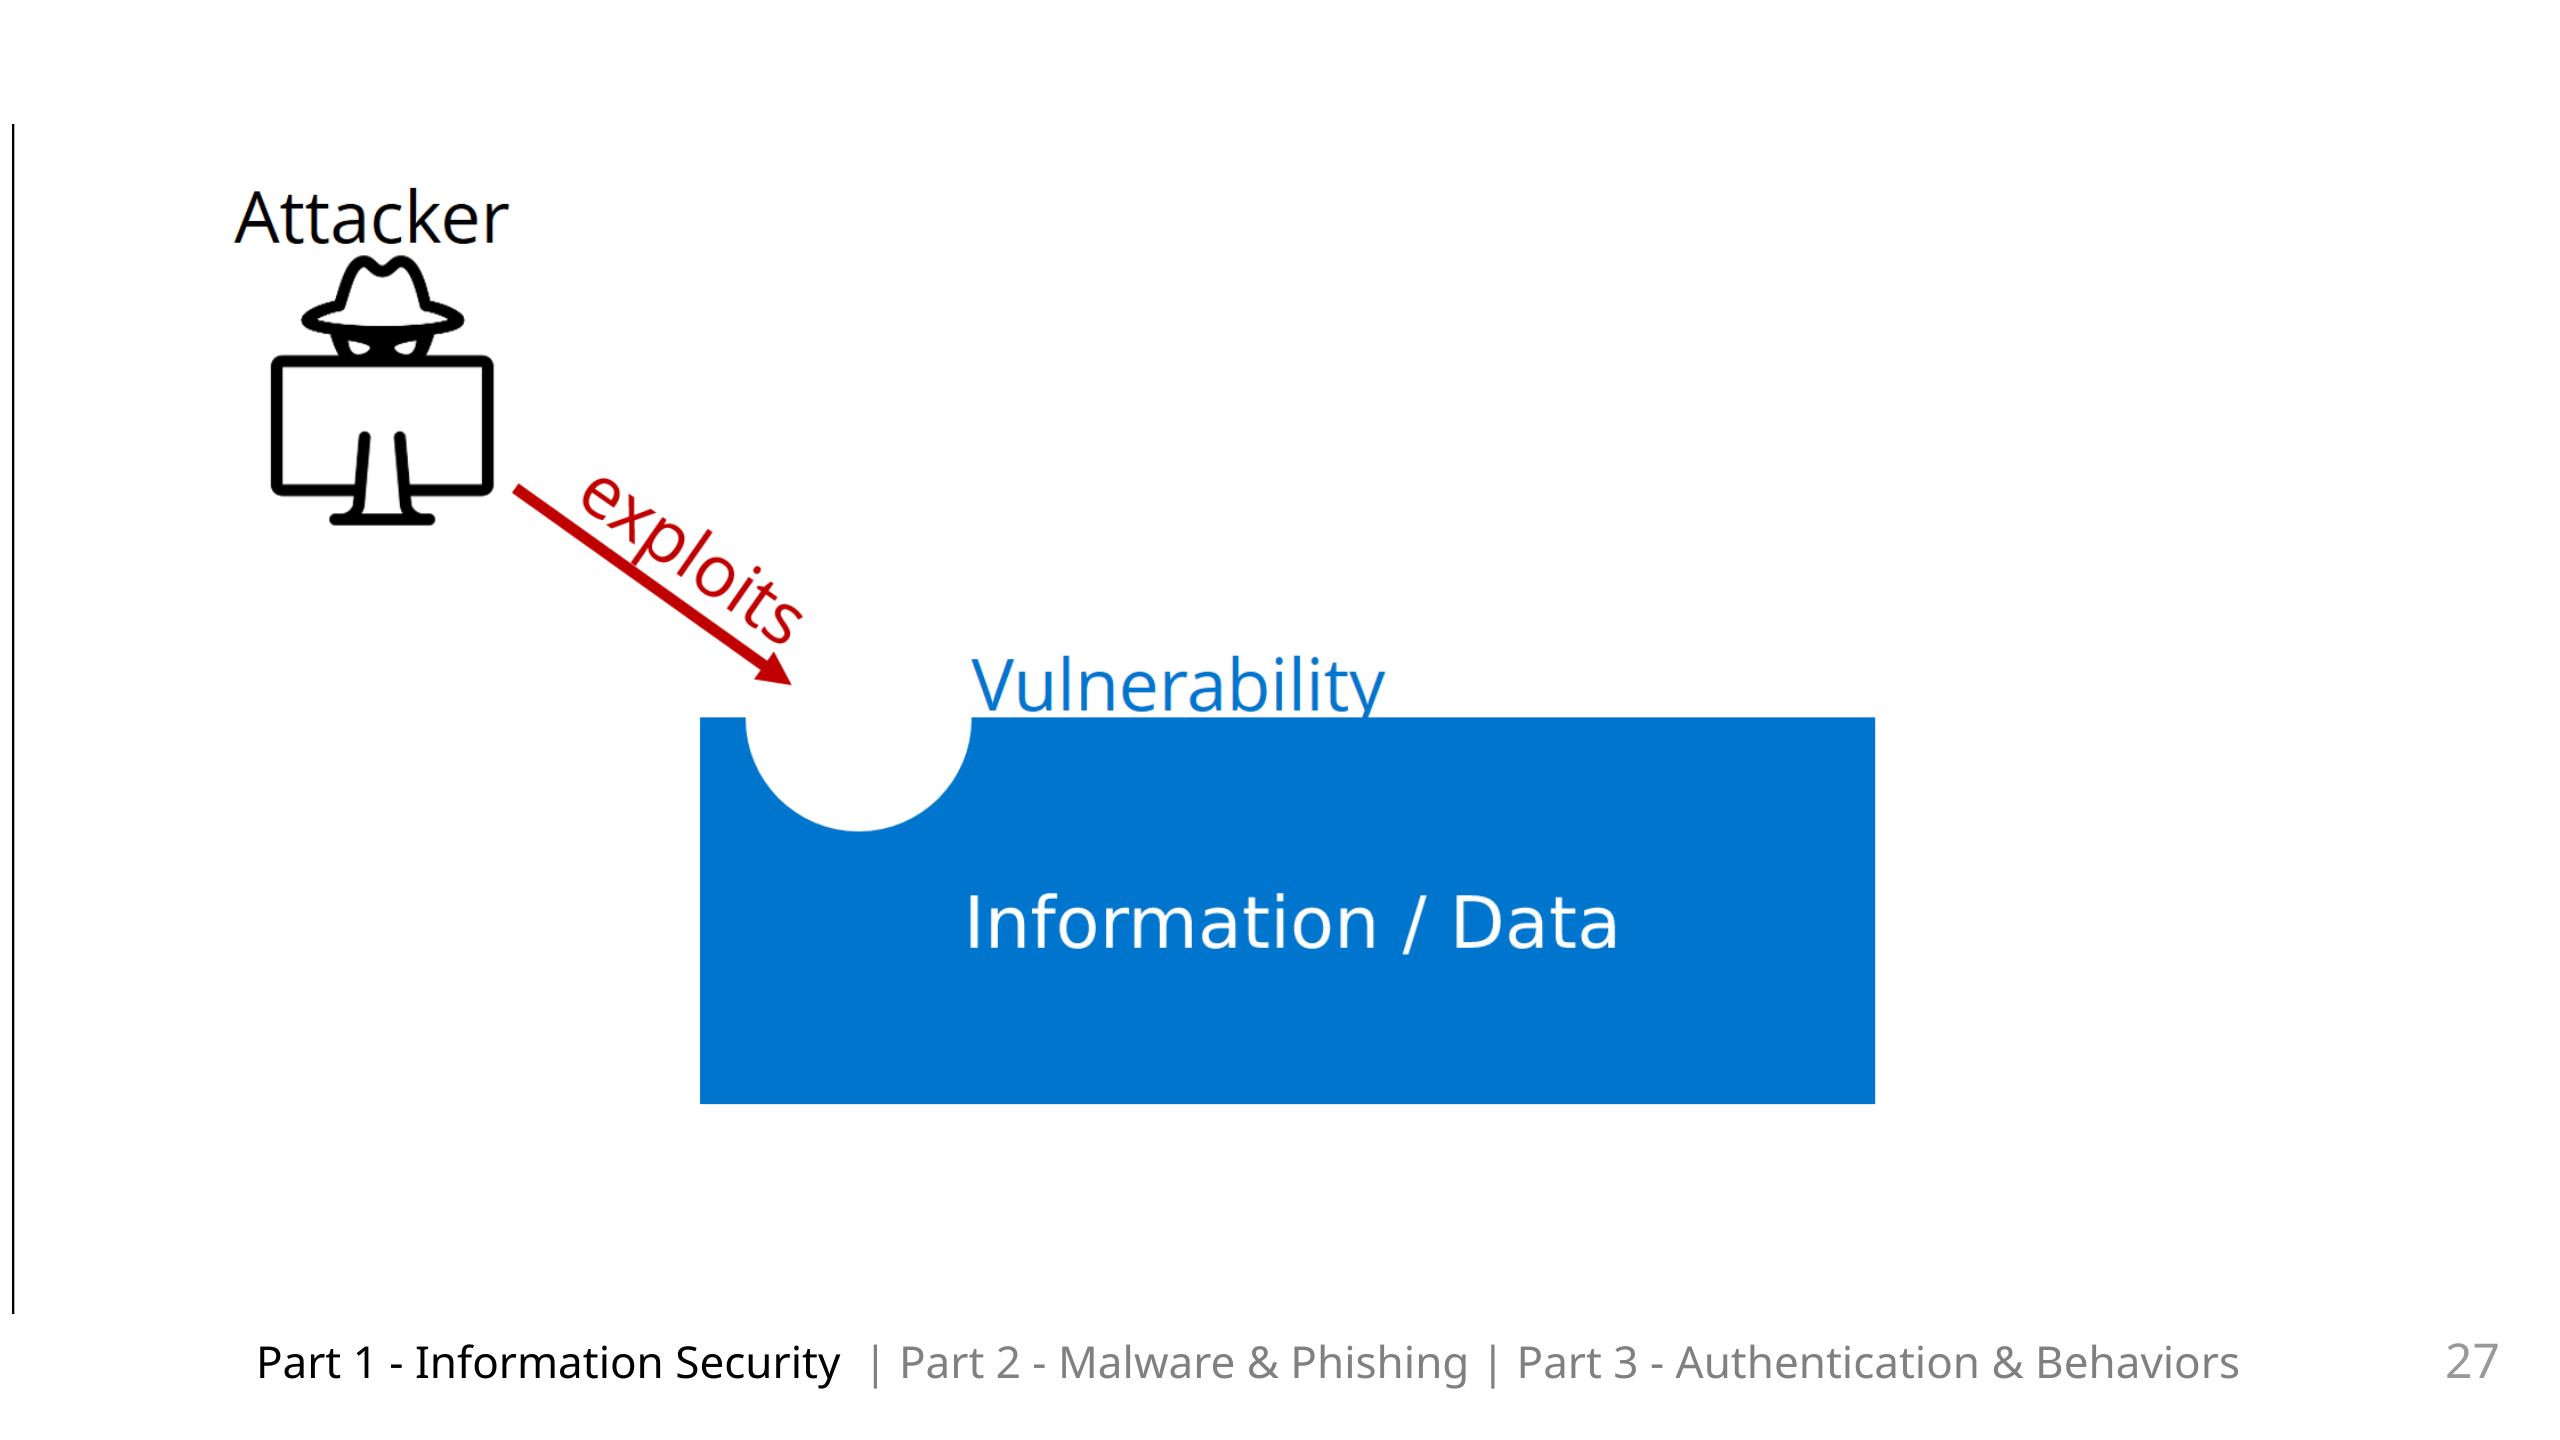 Attacker
exploits
Vulnerability
Information / Data
Part 1 - Information Security | Part 2 - Malware & Phishing | Part 3 - Authentication & Behaviors
27